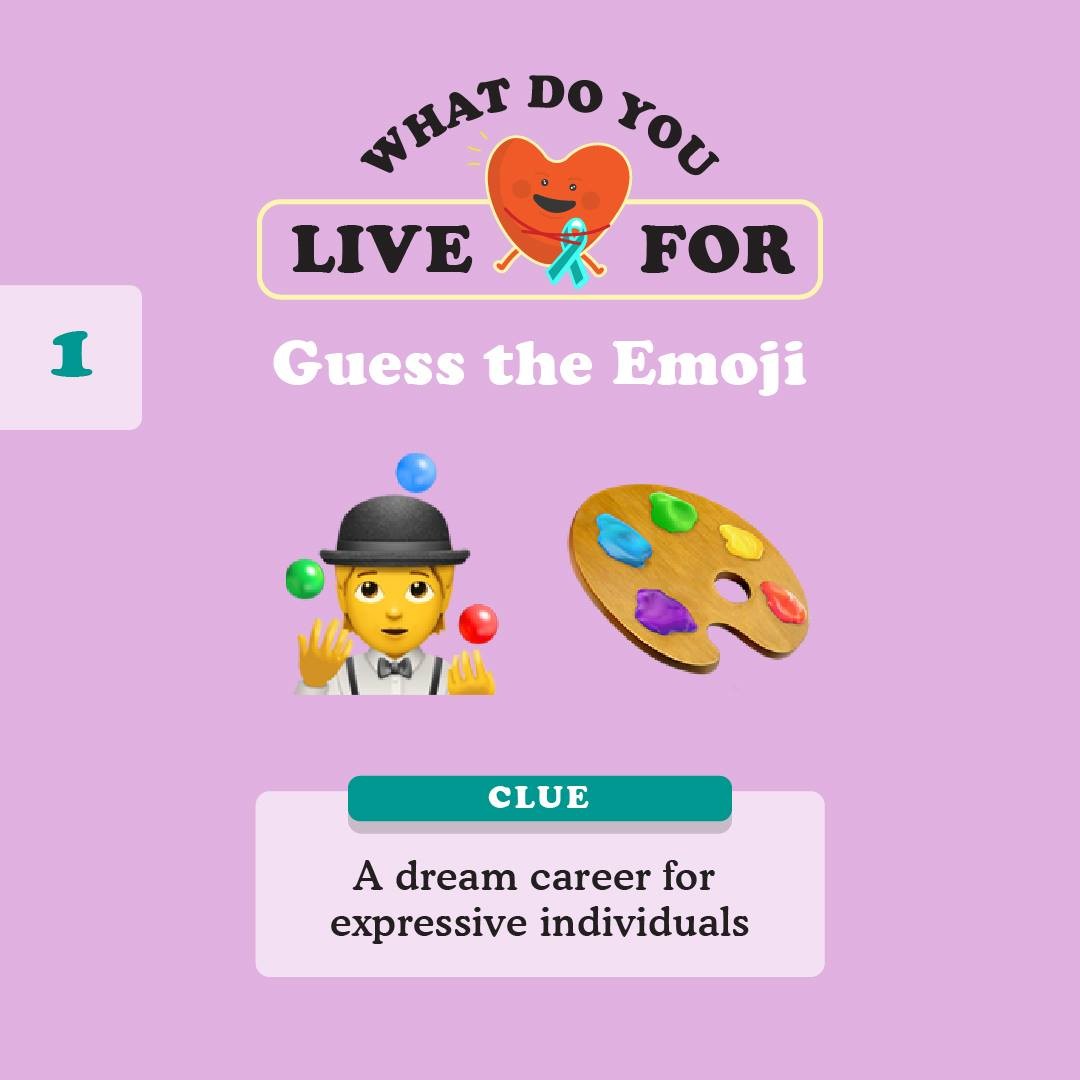 WHAT DO YOU
LIVE FOR
1
Guess the Emoji
CLUE
A dream career for
expressive individuals